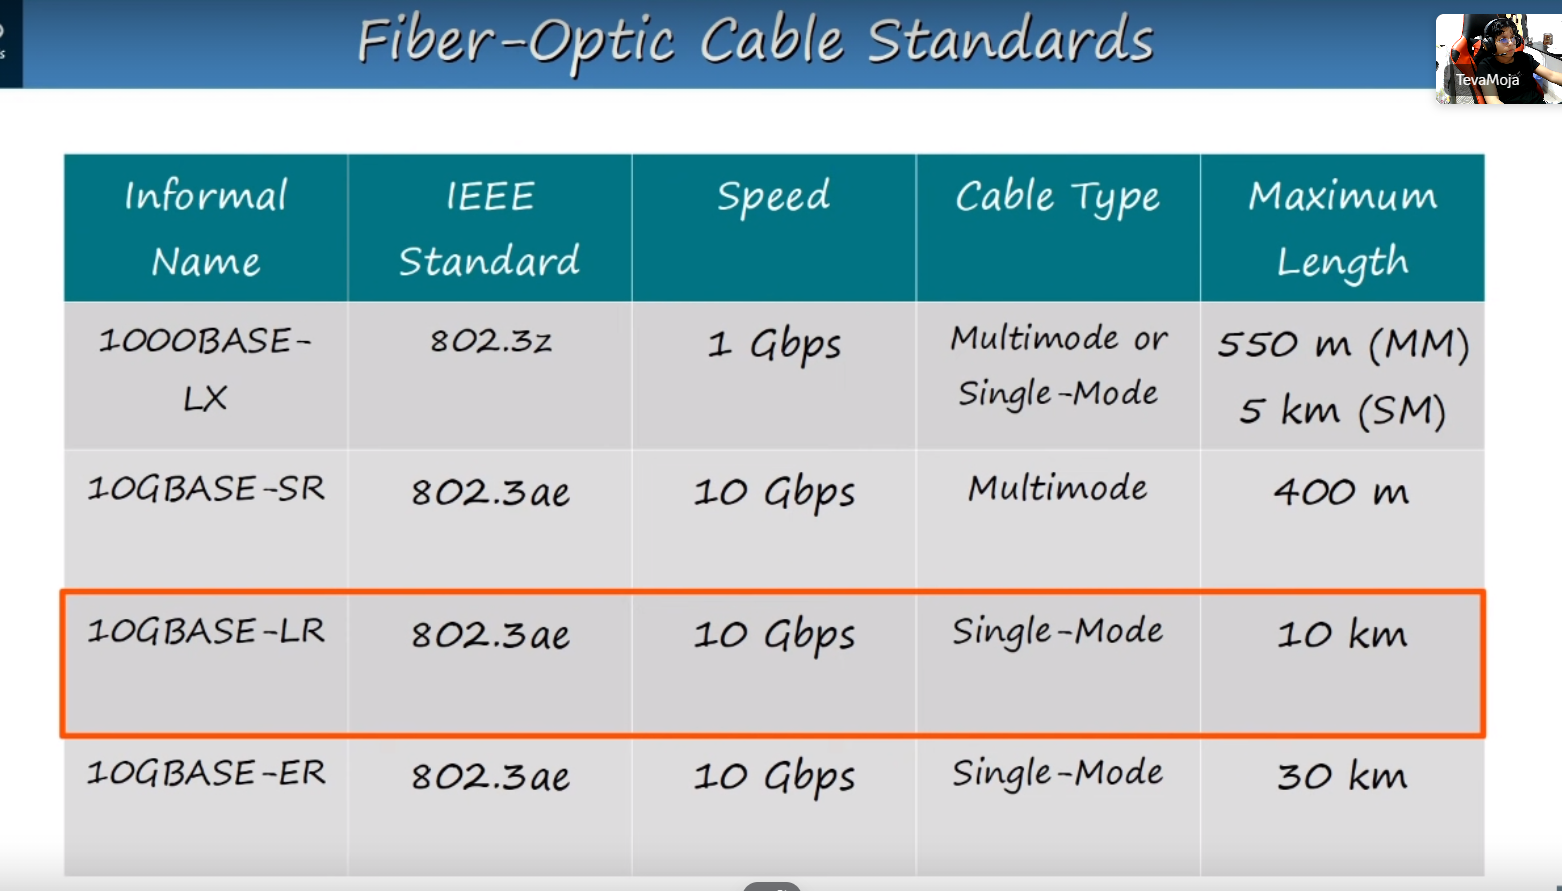 Fiber-Optic Cable Standards
TevaMoja
Informal Name
IEEE Standard
Speed
Cable Type
Maximum Length
1000BASE-LX
802.3z
1 Gbps
Multimode or Single-Mode
550 m (MM)
5 km (SM)
10GBASE-SR
802.3ae
10 Gbps
Multimode
400 m
10GBASE-LR
802.3ae
10 Gbps
Single-Mode
10 km
10GBASE-ER
802.3ae
10 Gbps
Single-Mode
30 km